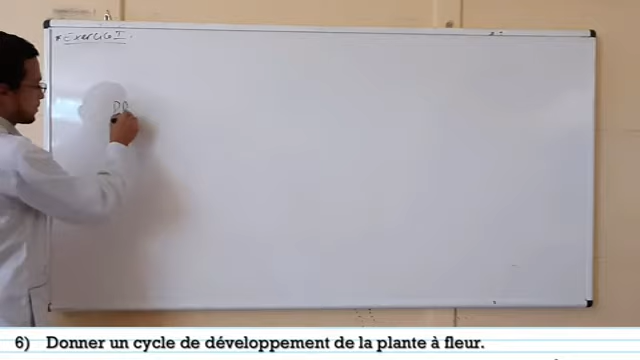 * Exercice I.
6) Donner un cycle de développement de la plante à fleur.